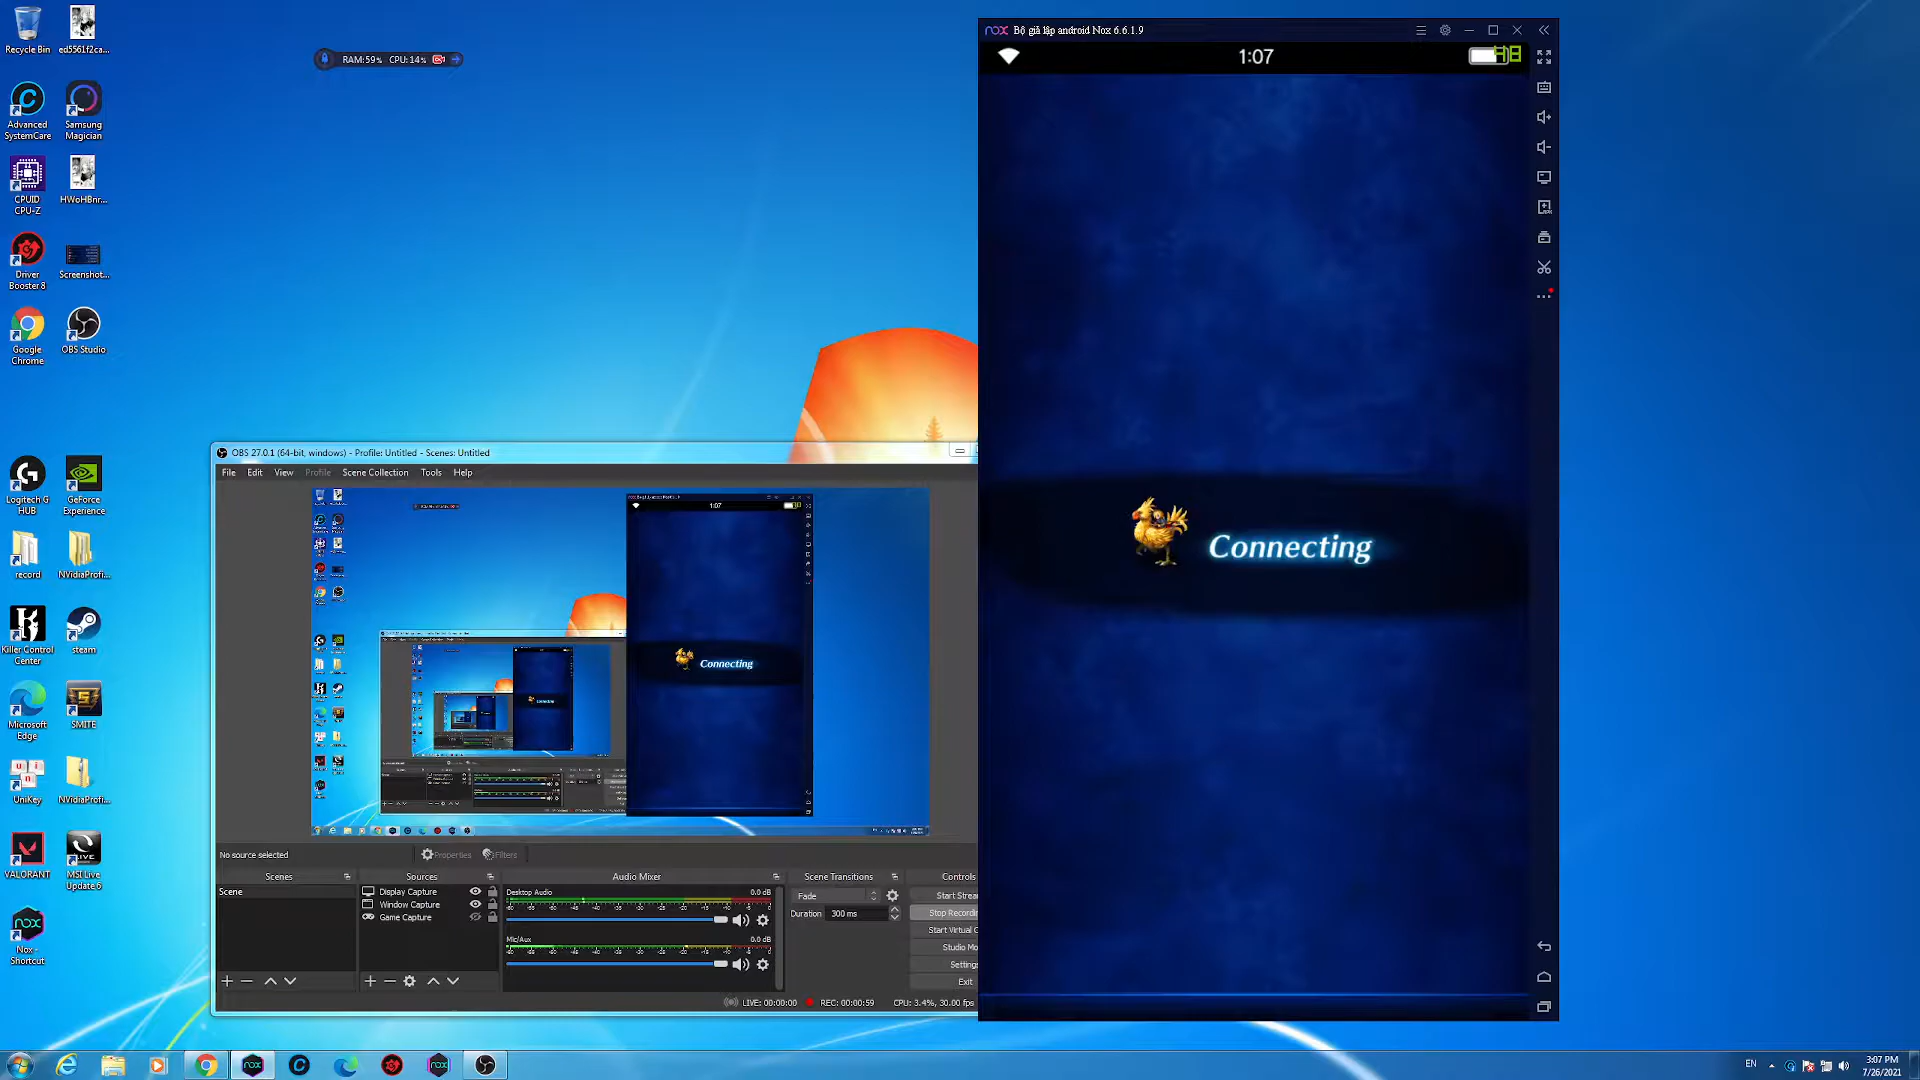 Recycle Bin
ed5561f2ca...
Advanced SystemCare
Samsung Magician
CPUID CPU-Z
HWoHBnr...
Driver Booster 8
Screenshot...
Google Chrome
OBS Studio
Logitech G HUB
GeForce Experience
record
NVidiaProfi...
Killer Control Center
steam
Microsoft Edge
SMITE
UniKey
NVidiaProfi...
VALORANT
MSI Live Update 6
Nox - Shortcut
RAM:59% CPU:14%
nox Bộ giả lập android Nox 6.6.1.9
1:07
48
Connecting
OBS 27.0.1 (64-bit, windows) - Profile: Untitled - Scenes: Untitled
File Edit View Profile Scene Collection Tools Help
1:07
Connecting
No source selected
Properties
Filters
Scenes
Scene
Sources
Display Capture
Window Capture
Game Capture
Audio Mixer
Desktop Audio 0.0 dB
Mic/Aux 0.0 dB
Scene Transitions
Fade
Duration 300 ms
Controls
Start Strea
Stop Recordin
Start Virtual C
Studio Mo
Settings
Exit
LIVE: 00:00:00
REC: 00:00:59
CPU: 3.4%, 30.00 fps
EN
3:07 PM
7/26/2021